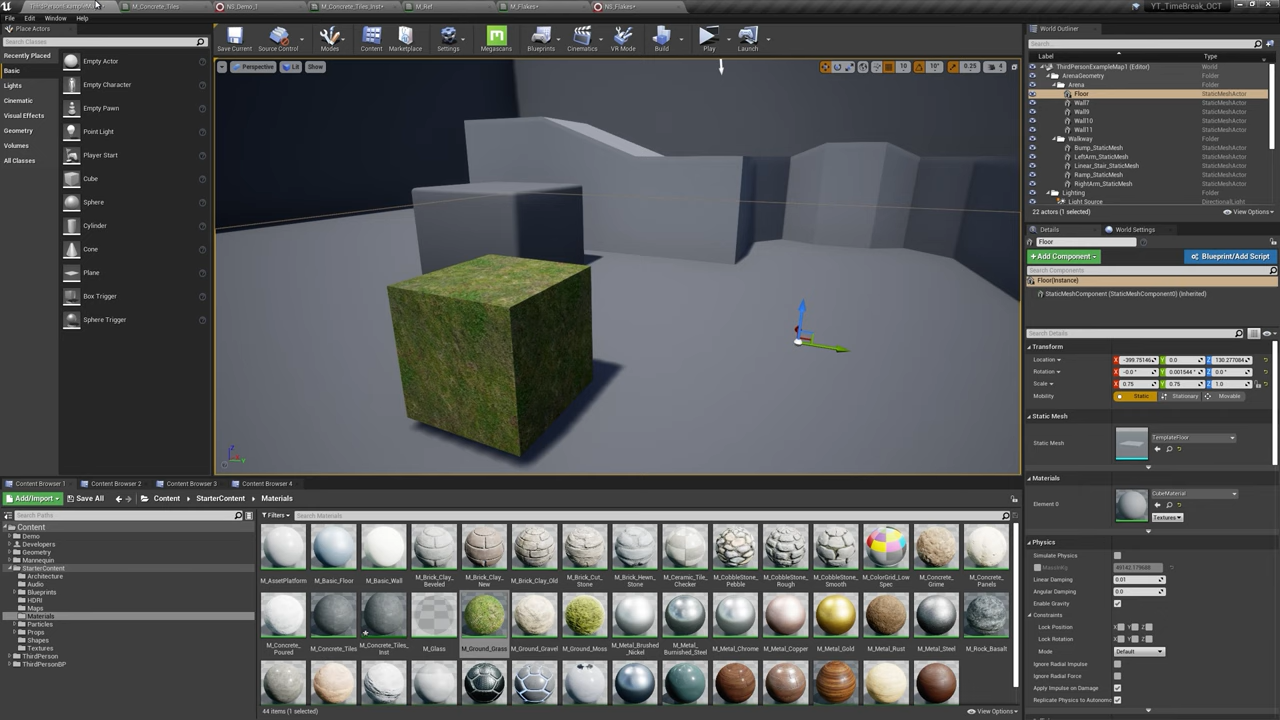 M_Concrete_Tiles
NS_Demo_1
M_Concrete_Tiles_Inst•
M_Ref
M_Flakes•
NS_Flakes•
YT_TimeBreak_OCT
File Edit Window Help
Place Actors
Search Classes
Recently Placed
Basic
Lights
Cinematic
Visual Effects
Geometry
Volumes
All Classes
Empty Actor
Empty Character
Empty Pawn
Point Light
Player Start
Cube
Sphere
Cylinder
Cone
Plane
Box Trigger
Sphere Trigger
Save Current Source Control Modes Content Marketplace Settings Megascans Blueprints Cinematics VR Mode Build Play Launch
Perspective Lit Show 10 10° 0.25 4
World Outliner
Search...
Label Type
ThirdPersonExampleMap1 (Editor) World
ArenaGeometry Folder
Arena Folder
Floor StaticMeshActor
Wall7 StaticMeshActor
Wall9 StaticMeshActor
Wall10 StaticMeshActor
Wall11 StaticMeshActor
Walkway Folder
Bump_StaticMesh StaticMeshActor
LeftArm_StaticMesh StaticMeshActor
Linear_Stair_StaticMesh StaticMeshActor
Ramp_StaticMesh StaticMeshActor
RightArm_StaticMesh StaticMeshActor
Lighting Folder
Light Source DirectionalLight
22 actors (1 selected) View Options
Details World Settings
Floor
+Add Component Blueprint/Add Script
Search Components
Floor(Instance)
StaticMeshComponent (StaticMeshComponent0) (Inherited)
Search Details
Transform
Location X -399.75146 Y 0.0 Z 130.277084
Rotation X -0.0 ° Y 0.001544 ° Z 0.0 °
Scale X 0.75 Y 0.75 Z 1.0
Mobility Static Stationary Movable
Static Mesh
Static Mesh TemplateFloor
Materials
Element 0 CubeMaterial
Textures
Physics
Simulate Physics
MassInKg 49142.179688
Linear Damping 0.01
Angular Damping 0.0
Enable Gravity
Constraints
Lock Position X Y Z
Lock Rotation X Y Z
Mode Default
Ignore Radial Impulse
Ignore Radial Force
Apply Impulse on Damage
Replicate Physics to Autonomo
Content Browser 1 Content Browser 2 Content Browser 3 Content Browser 4
Add/Import Save All Content StarterContent Materials
Search Paths
Filters Search Materials
Content
Demo
Developers
Geometry
Mannequin
StarterContent
Architecture
Audio
Blueprints
HDRI
Maps
Materials
Particles
Props
Shapes
Textures
ThirdPerson
ThirdPersonBP
M_AssetPlatform M_Basic_Floor M_Basic_Wall M_Brick_Clay_Beveled M_Brick_Clay_New M_Brick_Clay_Old M_Brick_Cut_Stone M_Brick_Hewn_Stone M_Ceramic_Tile_Checker M_CobbleStone_Pebble M_CobbleStone_Rough M_CobbleStone_Smooth M_ColorGrid_LowSpec M_Concrete_Grime M_Concrete_Panels
M_Concrete_Poured M_Concrete_Tiles M_Concrete_Tiles_Inst M_Glass M_Ground_Grass M_Ground_Gravel M_Ground_Moss M_Metal_Brushed_Nickel M_Metal_Burnished_Steel M_Metal_Chrome M_Metal_Copper M_Metal_Gold M_Metal_Rust M_Metal_Steel M_Rock_Basalt
44 items (1 selected) View Options